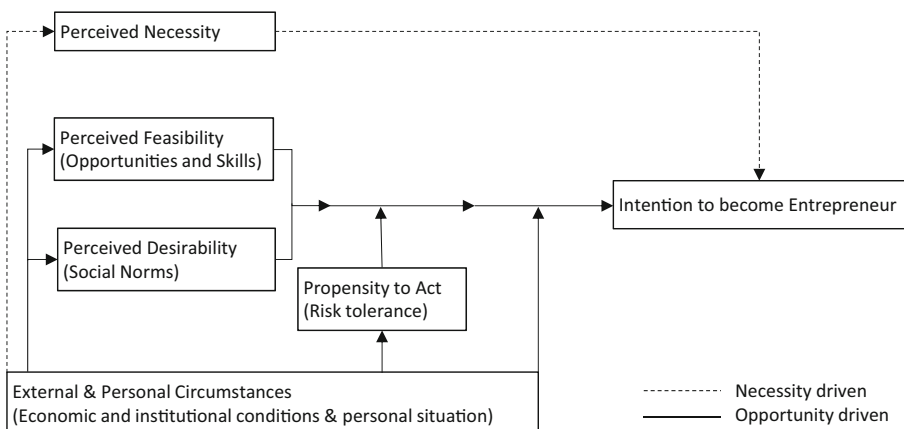 Perceived Necessity
Perceived Feasibility
(Opportunities and Skills)
Intention to become Entrepreneur
Perceived Desirability
(Social Norms)
Propensity to Act
(Risk tolerance)
External & Personal Circumstances
(Economic and institutional conditions & personal situation)
Necessity driven
Opportunity driven